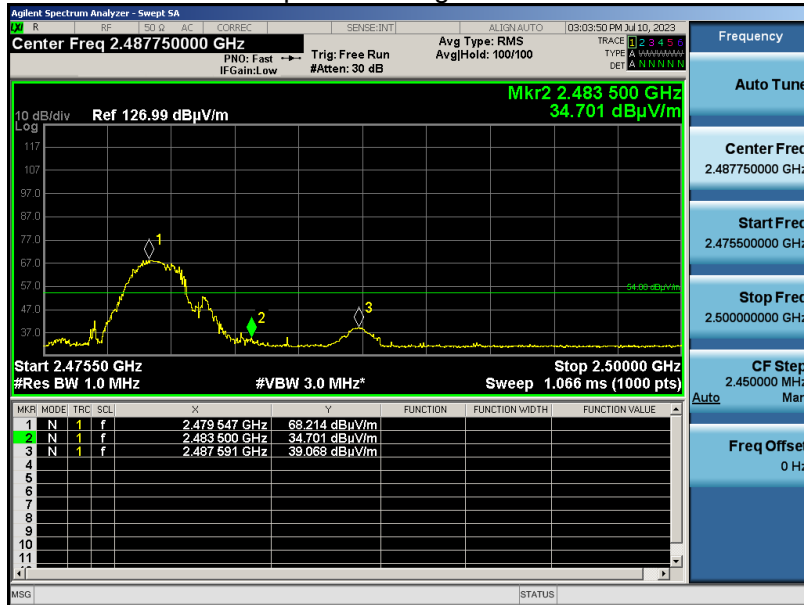 Agilent Spectrum Analyzer - Swept SA
LXI R RF 50 Ω AC CORREC SENSE:INT ALIGN AUTO 03:03:50 PM Jul 10, 2023
Center Freq 2.487750000 GHz
PNO: Fast
IFGain:Low
Trig: Free Run
#Atten: 30 dB
Avg Type: RMS
Avg|Hold: 100/100
TRACE 1 2 3 4 5 6
TYPE A WWWWW
DET A N N N N N
Mkr2 2.483 500 GHz
34.701 dBµV/m
10 dB/div Ref 126.99 dBµV/m
Log
117
107
97.0
87.0
77.0
67.0
57.0
47.0
37.0
1
2
3
54.00 dBµV/m
Start 2.47550 GHz Stop 2.50000 GHz
#Res BW 1.0 MHz #VBW 3.0 MHz* Sweep 1.066 ms (1000 pts)
MKR MODE TRC SCL X Y FUNCTION FUNCTION WIDTH FUNCTION VALUE
1 N 1 f 2.479 547 GHz 68.214 dBµV/m
2 N 1 f 2.483 500 GHz 34.701 dBµV/m
3 N 1 f 2.487 591 GHz 39.068 dBµV/m
4
5
6
7
8
9
10
11
MSG STATUS
Frequency
Auto Tune
Center Freq
2.487750000 GHz
Start Freq
2.475500000 GHz
Stop Freq
2.500000000 GHz
CF Step
2.450000 MHz
Auto Man
Freq Offset
0 Hz